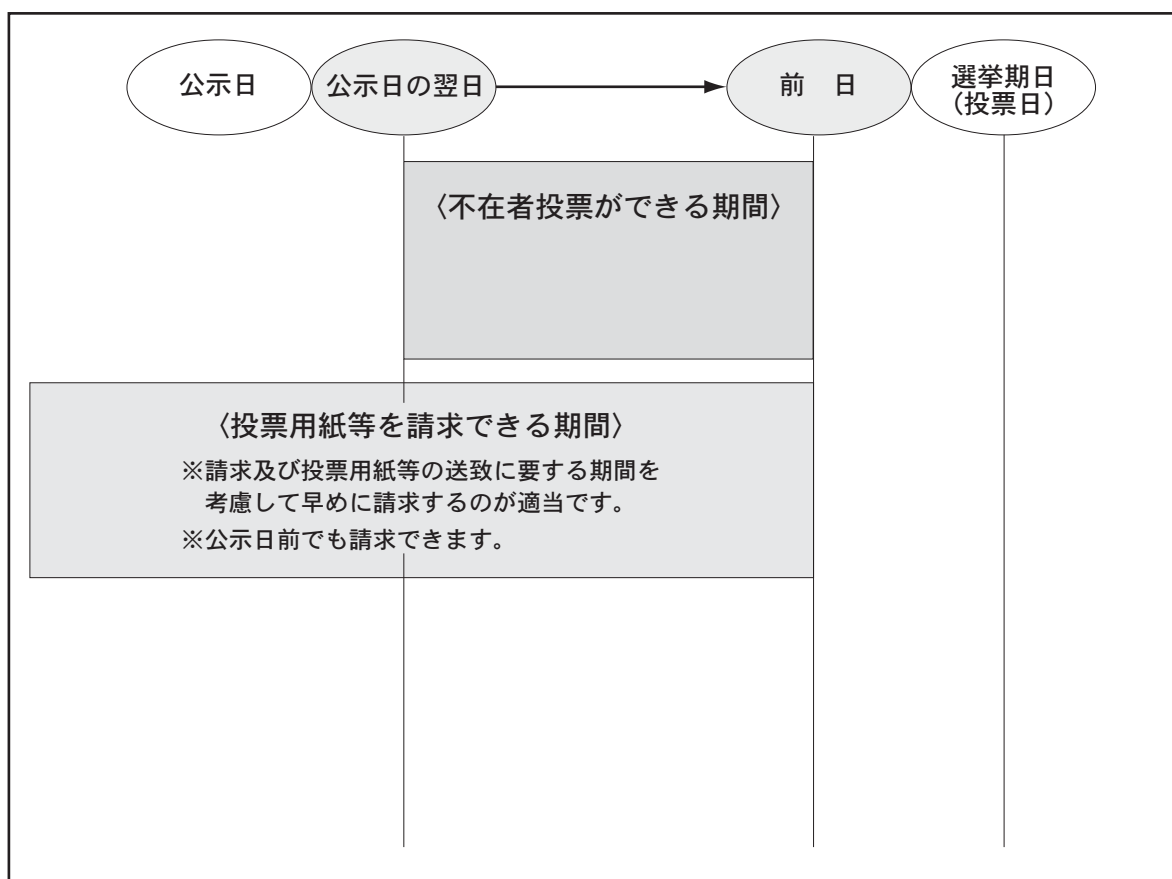 公示日
公示日の翌日
前　日
選挙期日
（投票日）
〈不在者投票ができる期間〉
〈投票用紙等を請求できる期間〉
※請求及び投票用紙等の送致に要する期間を
考慮して早めに請求するのが適当です。
※公示日前でも請求できます。